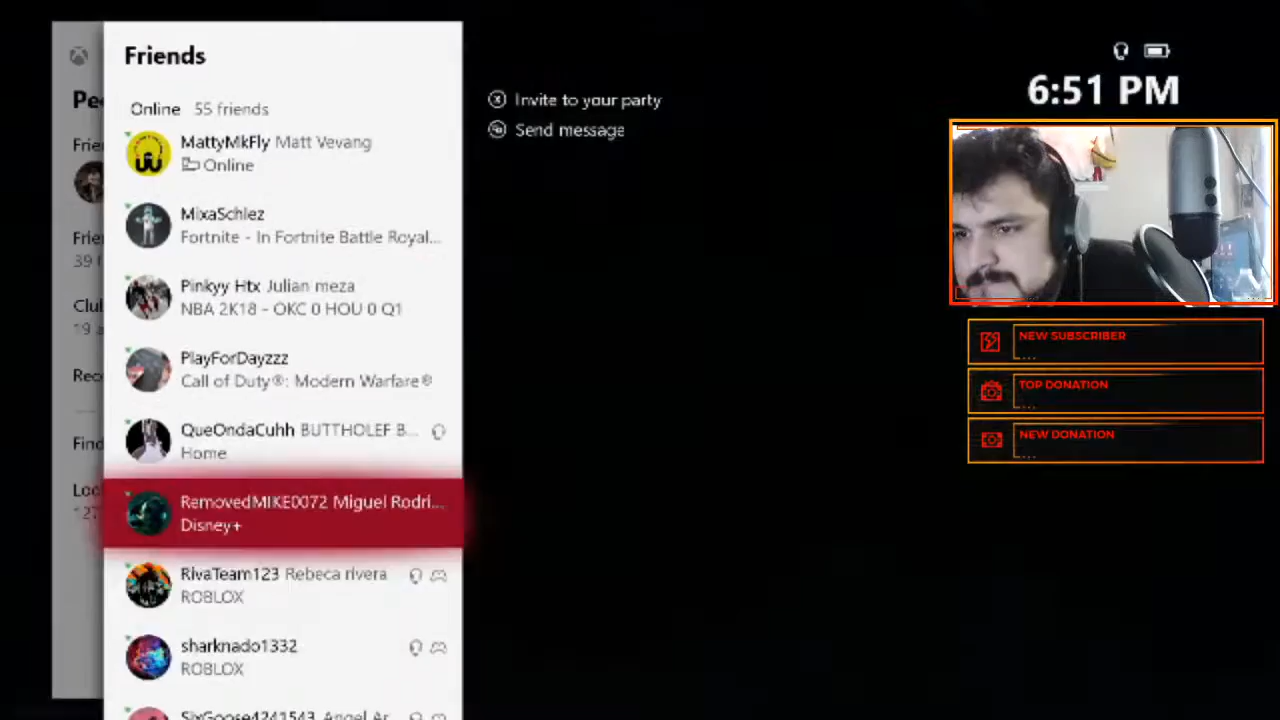 Friends
Online 55 friends
MattyMkFly Matt Vevang
Online
MixaSchlez
Fortnite - In Fortnite Battle Royal...
Pinkyy Htx Julian meza
NBA 2K18 - OKC 0 HOU 0 Q1
PlayForDayzzz
Call of Duty®: Modern Warfare®
QueOndaCuhh BUTTHOLEF B...
Home
RemovedMIKE0072 Miguel Rodri...
Disney+
RivaTeam123 Rebeca rivera
ROBLOX
sharknado1332
ROBLOX
SixGoose4241543 Angel Ar
Invite to your party
Send message
6:51 PM
NEW SUBSCRIBER
....
TOP DONATION
NEW DONATION
....